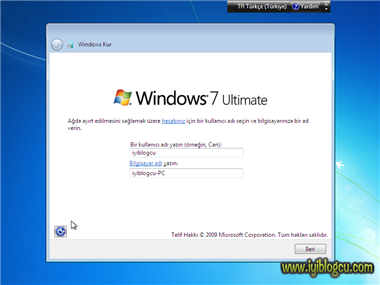 TR Türkçe (Türkiye) Yardım
Windows Kur
Windows 7 Ultimate
Ağda ayırt edilmesini sağlamak üzere hesabınız için bir kullanıcı adı seçin ve bilgisayarınıza bir ad
verin.
Bir kullanıcı adı yazın (örneğin, Can):
iyiblogcu
Bilgisayar adı yazın:
iyiblogcu-PC
Telif Hakkı © 2009 Microsoft Corporation. Tüm hakları saklıdır.
İleri
www.iyiblogcu.com